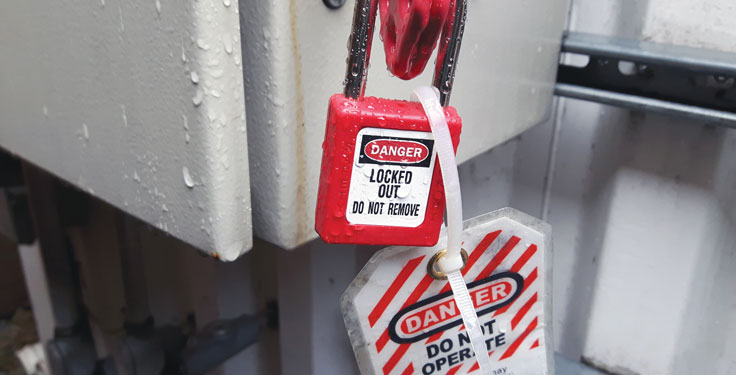 DANGER
LOCKED
OUT
DO NOT REMOVE
DANGER
DO NOT
OPERATE